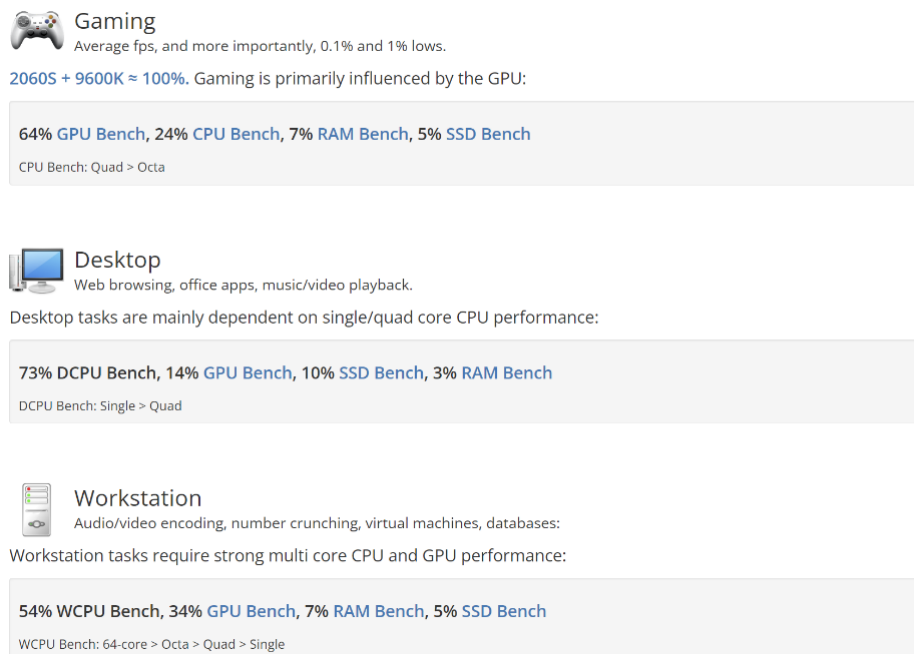 Gaming
Average fps, and more importantly, 0.1% and 1% lows.
2060S + 9600K ≈ 100%. Gaming is primarily influenced by the GPU:
64% GPU Bench, 24% CPU Bench, 7% RAM Bench, 5% SSD Bench
CPU Bench: Quad > Octa
Desktop
Web browsing, office apps, music/video playback.
Desktop tasks are mainly dependent on single/quad core CPU performance:
73% DCPU Bench, 14% GPU Bench, 10% SSD Bench, 3% RAM Bench
DCPU Bench: Single > Quad
Workstation
Audio/video encoding, number crunching, virtual machines, databases:
Workstation tasks require strong multi core CPU and GPU performance:
54% WCPU Bench, 34% GPU Bench, 7% RAM Bench, 5% SSD Bench
WCPU Bench: 64-core > Octa > Quad > Single